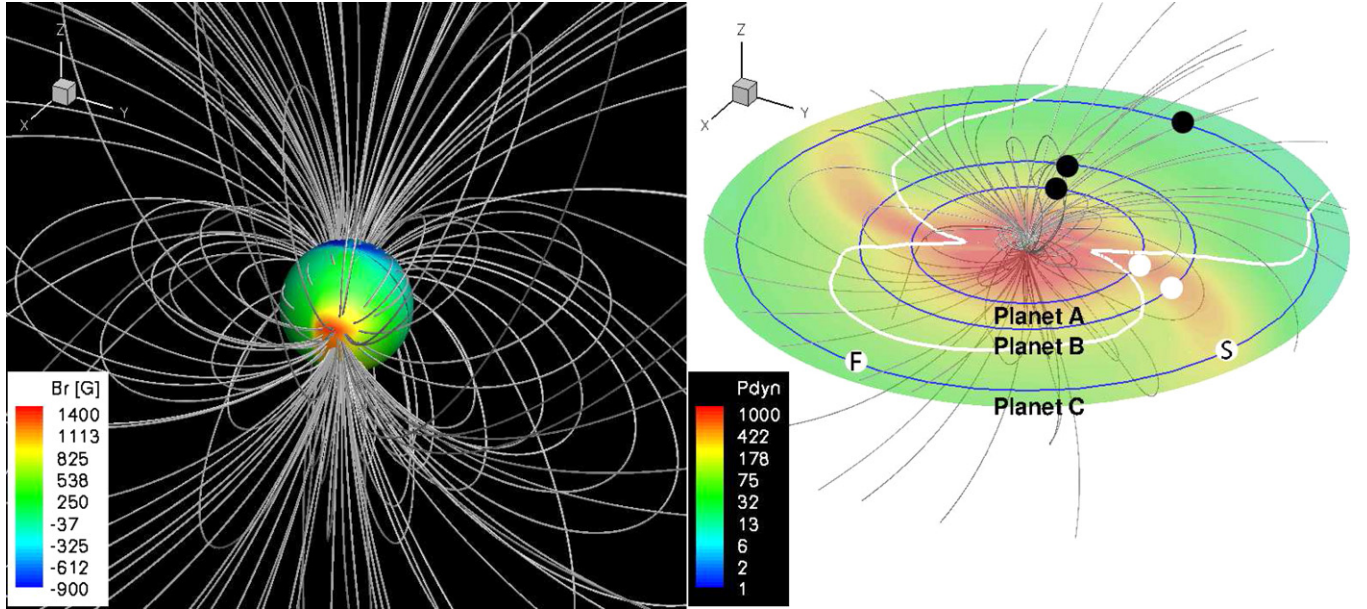 Z
X
Y
Br [G]
1400
1113
825
538
250
-37
-325
-612
-900
Z
X
Y
Planet A
Planet B
F
S
Planet C
Pdyn
1000
422
178
75
32
13
6
2
1